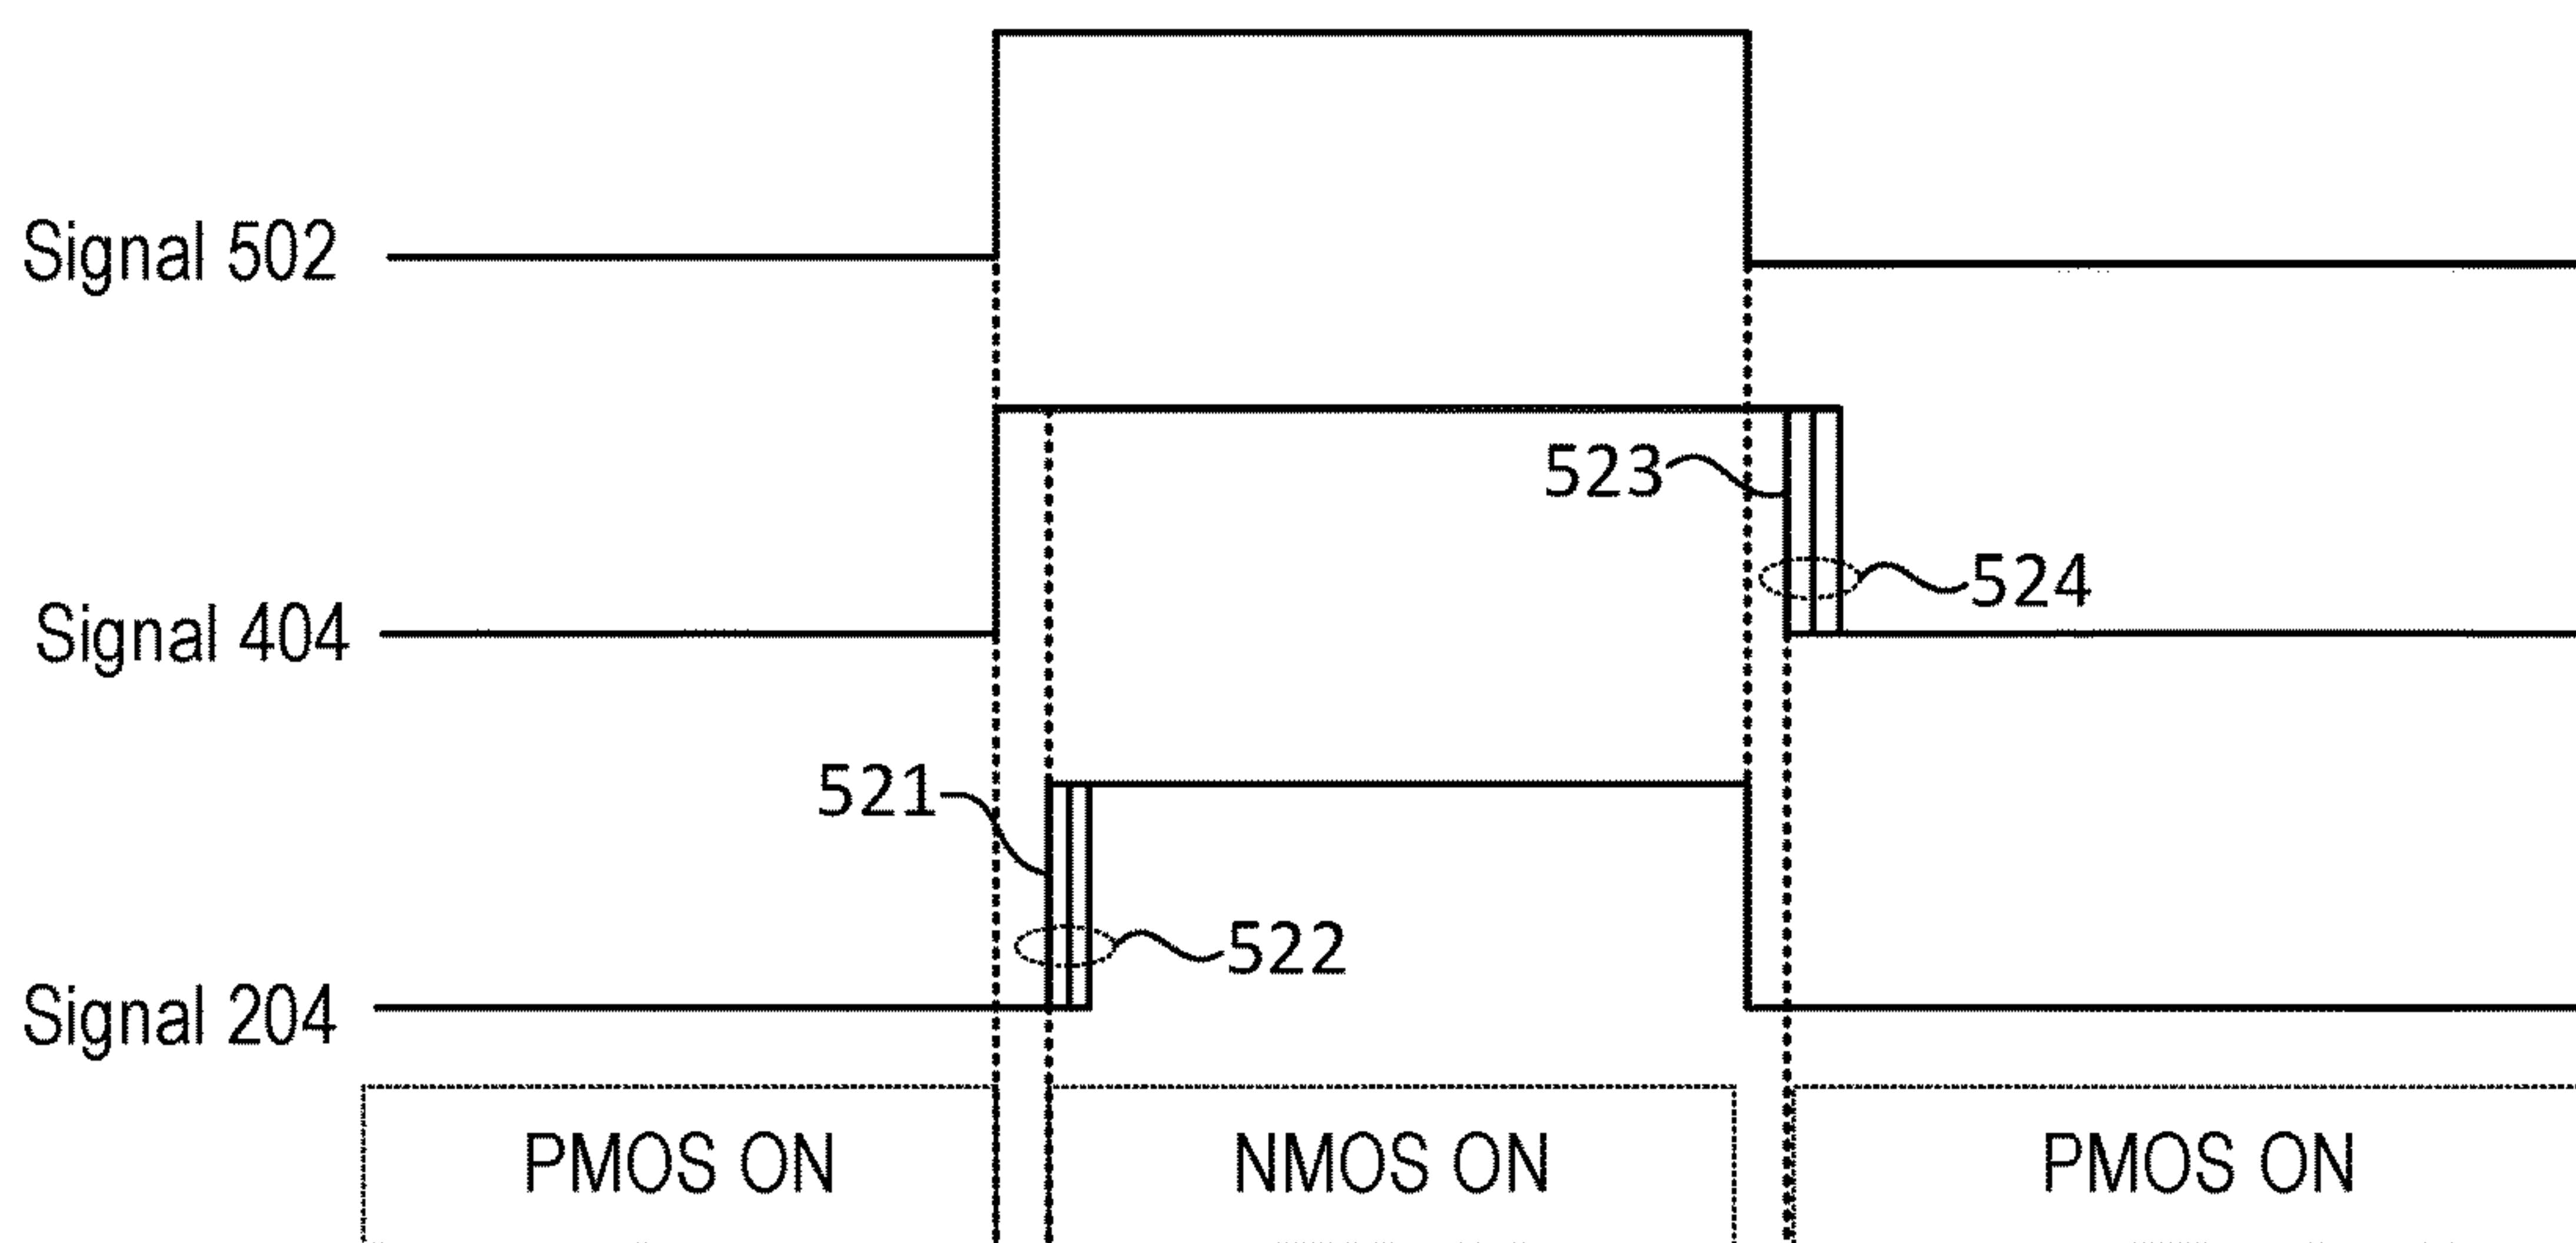 Signal 502
523
524
Signal 404
521
522
Signal 204
PMOS ON NMOS ON PMOS ON